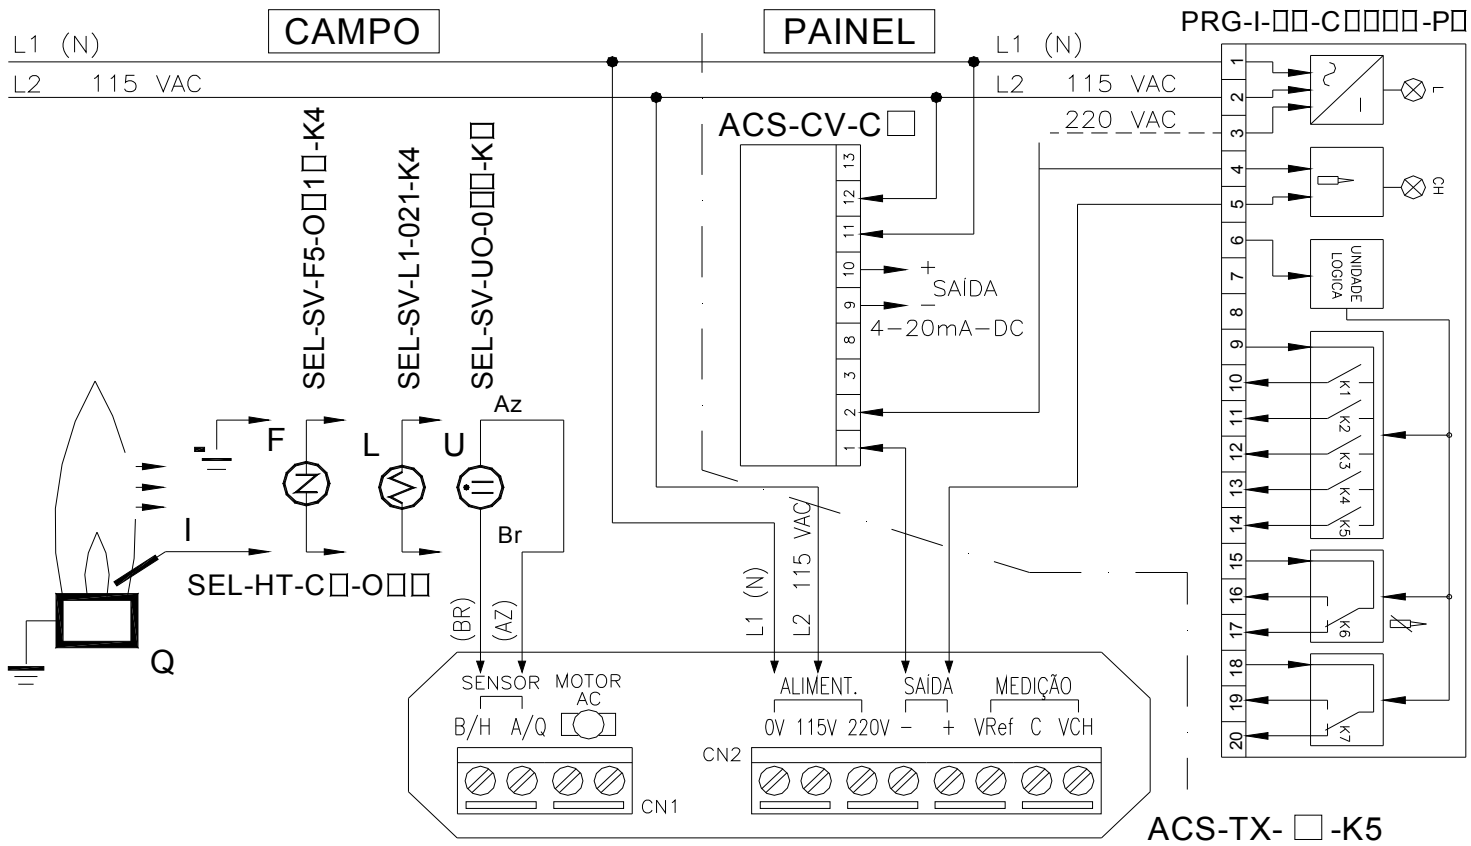 CAMPO
PAINEL
PRG-I-□□-C□□□□-P□
L1 (N)
L1 (N)
L2 115 VAC
L2 115 VAC
220 VAC
ACS-CV-C□
SEL-SV-F5-O□1□-K4
SEL-SV-L1-021-K4
SEL-SV-UO-0□□-K□
13
12
11
10
9
8
3
2
1
+
SAÍDA
–
4-20mA-DC
1
2
3
4
5
6
7
8
9
10
11
12
13
14
15
16
17
18
19
20
L
CH
UNIDADE
LOGICA
K1
K2
K3
K4
K5
K6
K7
Az
F
L
U
Br
I
SEL-HT-C□-O□□
Q
(BR)
(AZ)
L1 (N)
L2 115 VAC
SENSOR
MOTOR
AC
B/H A/Q
CN1
ALIMENT.
SAÍDA
MEDIÇÃO
0V 115V 220V – + VRef C VCH
CN2
ACS-TX-□-K5